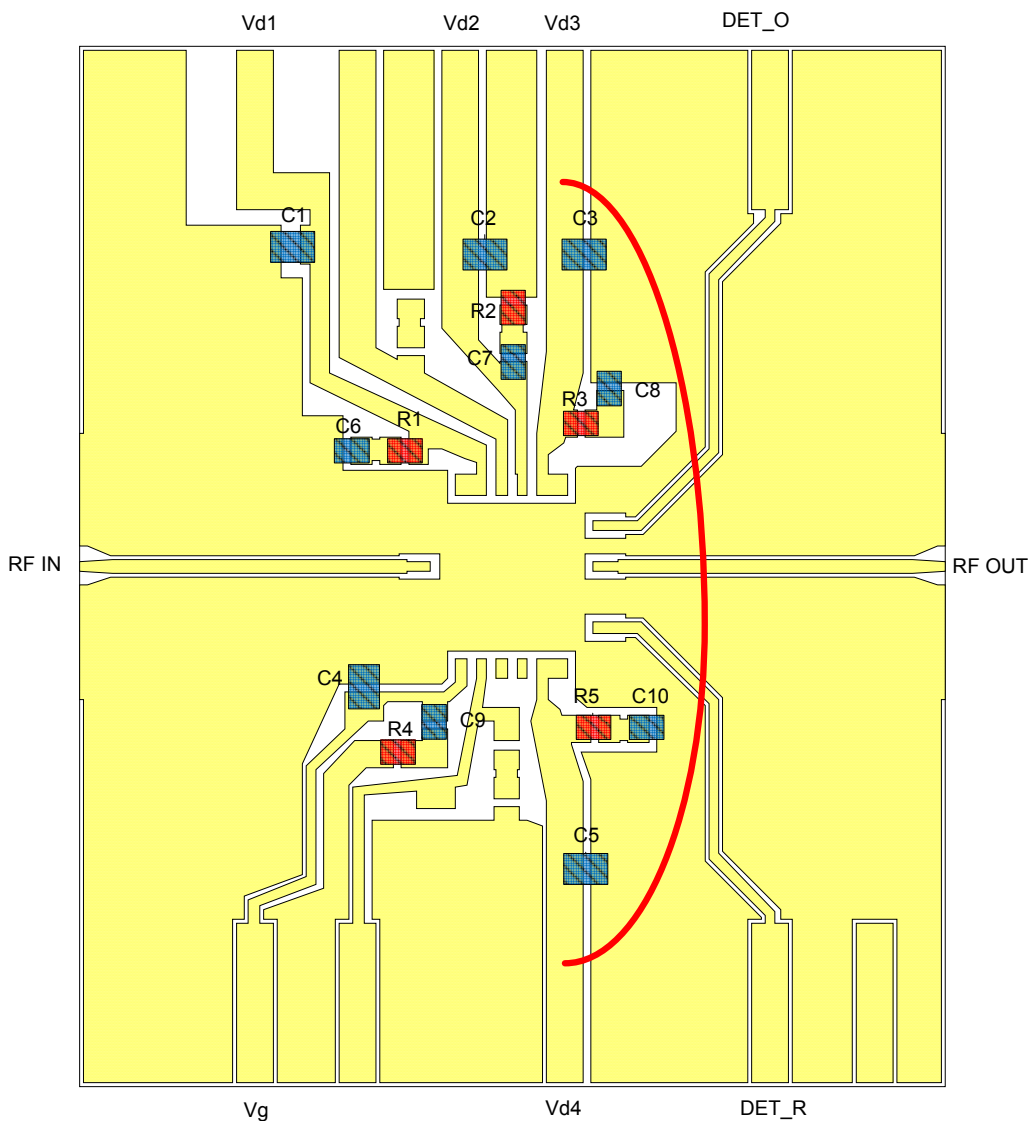 Vd1 Vd2 Vd3 DET_O
C1 C2 C3
R2
C7
C8
R3
C6 R1
RF IN RF OUT
C4
C9
R4
R5 C10
C5
Vg Vd4 DET_R